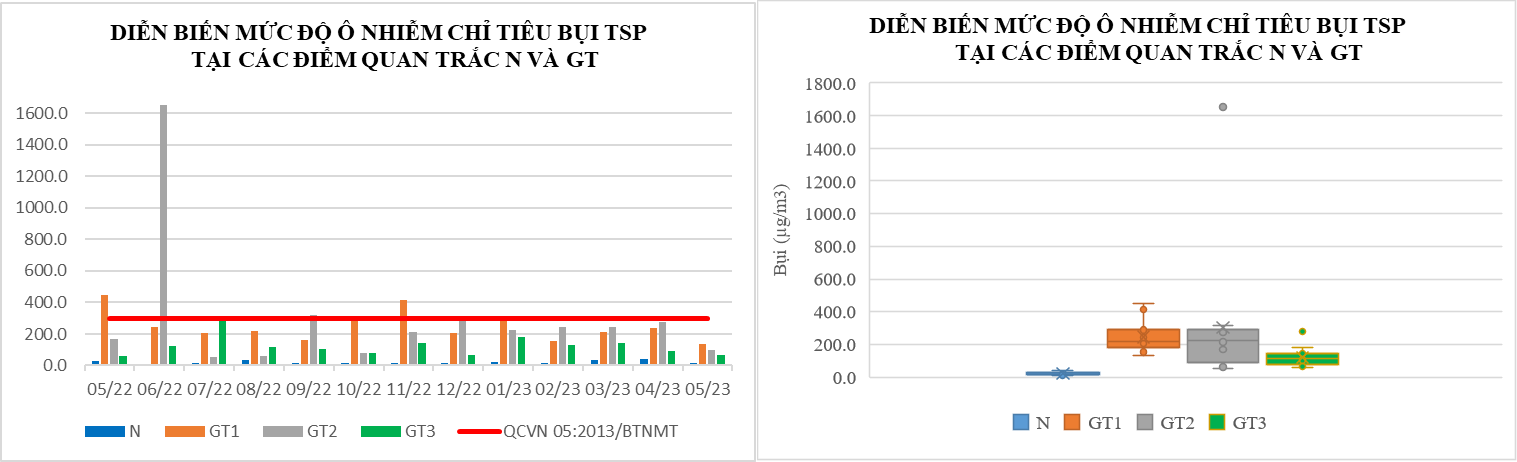 DIỄN BIẾN MỨC ĐỘ Ô NHIỄM CHỈ TIÊU BỤI TSP
TẠI CÁC ĐIỂM QUAN TRẮC N VÀ GT
1600.0
1400.0
1200.0
1000.0
800.0
600.0
400.0
200.0
0.0
05/22 06/22 07/22 08/22 09/22 10/22 11/22 12/22 01/23 02/23 03/23 04/23 05/23
N GT1 GT2 GT3 QCVN 05:2013/BTNMT
DIỄN BIẾN MỨC ĐỘ Ô NHIỄM CHỈ TIÊU BỤI TSP
TẠI CÁC ĐIỂM QUAN TRẮC N VÀ GT
Bụi (µg/m3)
1800.0
1600.0
1400.0
1200.0
1000.0
800.0
600.0
400.0
200.0
0.0
N GT1 GT2 GT3